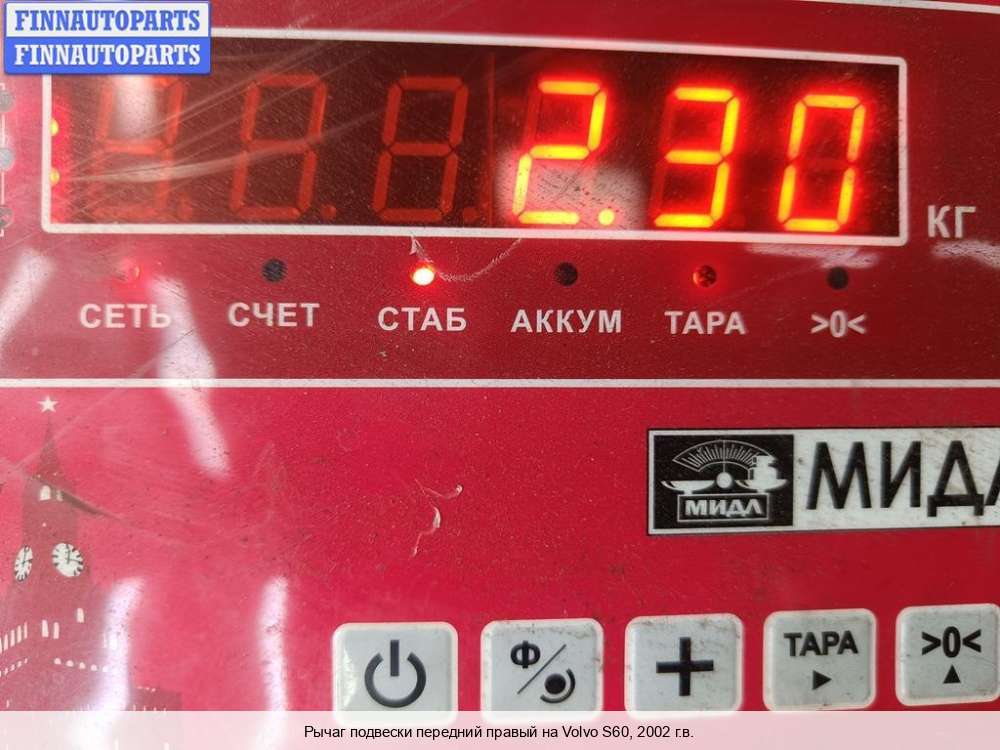 FINNAUTOPARTS
FINNAUTOPARTS
2.30
КГ
СЕТЬ СЧЕТ СТАБ АККУМ ТАРА >0<
МИДЛ МИДЛ
Ф ТАРА >0<
Рычаг подвески передний правый на Volvo S60, 2002 г.в.